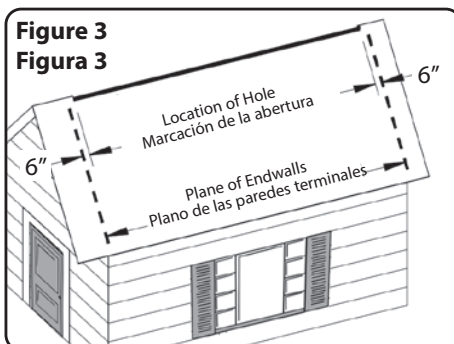 Figure 3
Figura 3
6”
Location of Hole
Marcación de la abertura
6”
Plane of Endwalls
Plano de las paredes terminales